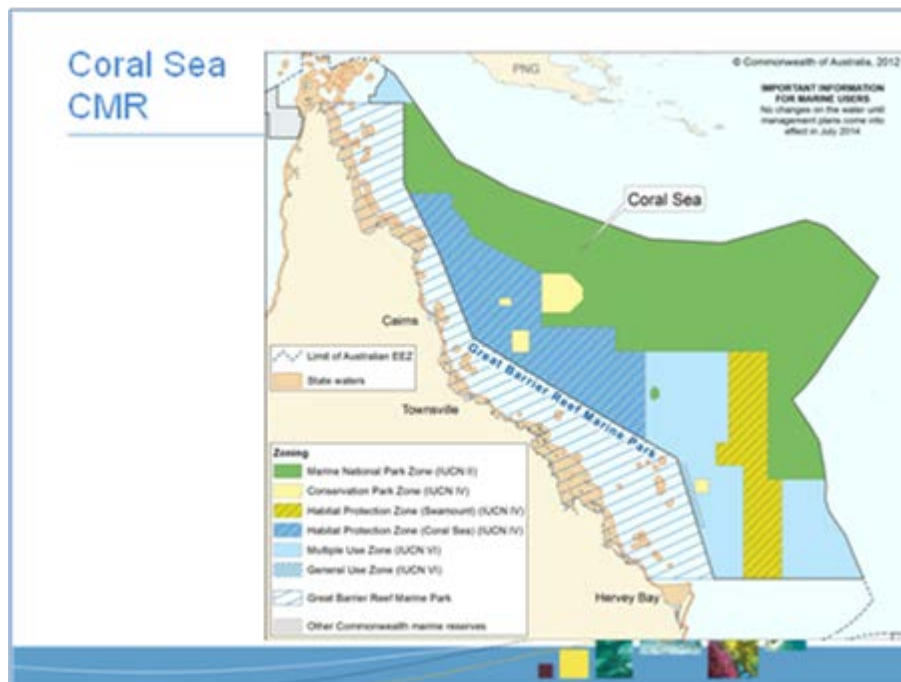 Coral Sea
CMR
PNG
© Commonwealth of Australia, 2012
IMPORTANT INFORMATION
FOR MARINE USERS
No changes on the water until
management plans come into
effect in July 2014
Coral Sea
Cairns
Great Barrier Reef Marine Park
Limit of Australian EEZ
State waters
Townsville
Zoning
Marine National Park Zone (IUCN II)
Conservation Park Zone (IUCN IV)
Habitat Protection Zone (Seamount) (IUCN IV)
Habitat Protection Zone (Coral Sea) (IUCN IV)
Multiple Use Zone (IUCN VI)
General Use Zone (IUCN VI)
Great Barrier Reef Marine Park
Other Commonwealth marine reserves
Hervey Bay